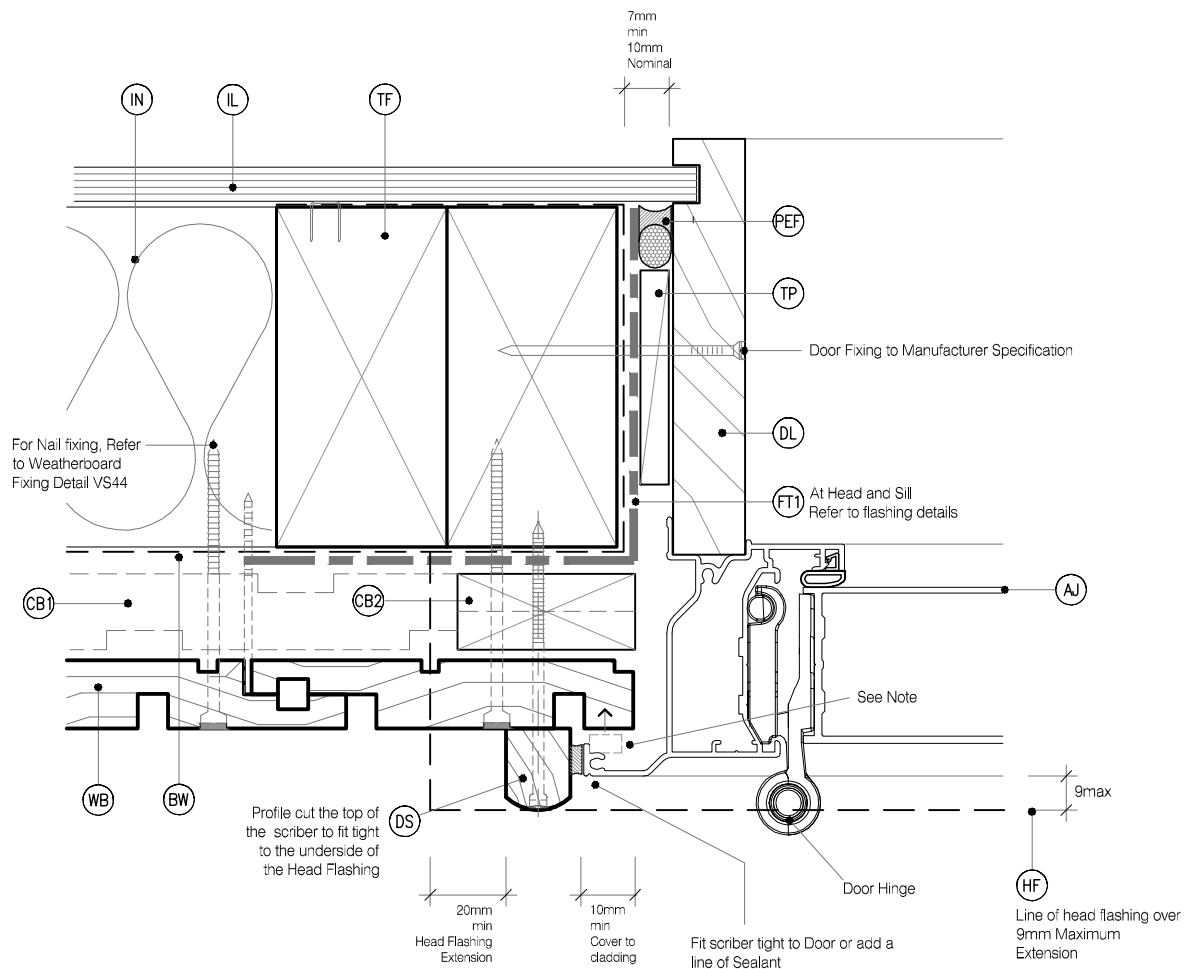 7mm
min
10mm
Nominal
IN
IL
TF
PEF
TP
Door Fixing to Manufacturer Specification
DL
For Nail fixing, Refer
to Weatherboard
Fixing Detail VS44
FT1
At Head and Sill
Refer to flashing details
CB1
CB2
AJ
See Note
WB
BW
DS
Profile cut the top of
the scriber to fit tight
to the underside of
the Head Flashing
9max
Door Hinge
HF
Line of head flashing over
9mm Maximum
Extension
20mm
min
Head Flashing
Extension
10mm
min
Cover to
cladding
Fit scriber tight to Door or add a
line of Sealant